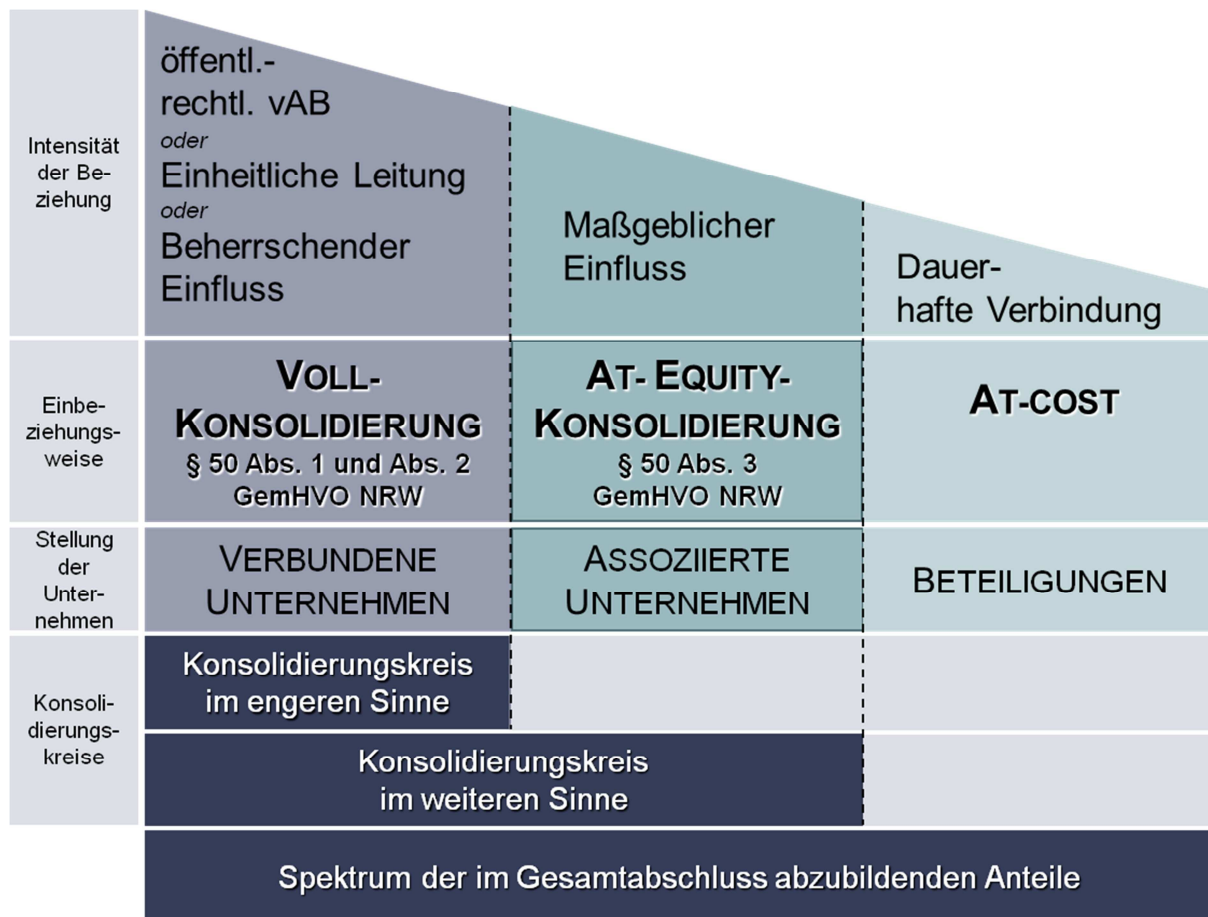 Intensität
der Be-
ziehung
öffentl.-
rechtl. vAB
oder
Einheitliche Leitung
oder
Beherrschender
Einfluss
Maßgeblicher
Einfluss
Dauer-
hafte Verbindung
Einbe-
ziehungs-
weise
VOLL-
KONSOLIDIERUNG
§ 50 Abs. 1 und Abs. 2
GemHVO NRW
AT- EQUITY-
KONSOLIDIERUNG
§ 50 Abs. 3
GemHVO NRW
AT-COST
Stellung
der
Unter-
nehmen
VERBUNDENE
UNTERNEHMEN
ASSOZIIERTE
UNTERNEHMEN
BETEILIGUNGEN
Konsoli-
dierungs-
kreise
Konsolidierungskreis
im engeren Sinne
Konsolidierungskreis
im weiteren Sinne
Spektrum der im Gesamtabschluss abzubildenden Anteile